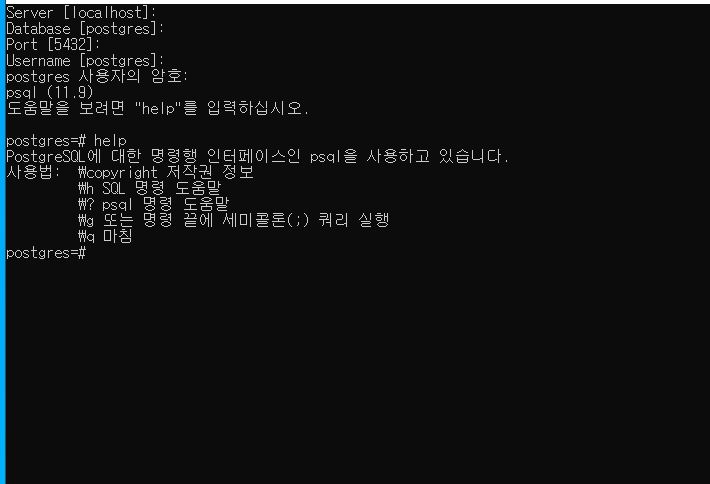 Server [localhost]:
Database [postgres]:
Port [5432]:
Username [postgres]:
postgres 사용자의 암호:
psql (11.9)
도움말을 보려면 "help"를 입력하십시오.
postgres=# help
PostgreSQL에 대한 명령행 인터페이스인 psql을 사용하고 있습니다.
사용법: ₩copyright 저작권 정보
₩h SQL 명령 도움말
₩? psql 명령 도움말
₩g 또는 명령 끝에 세미콜론(;) 쿼리 실행
₩q 마침
postgres=#